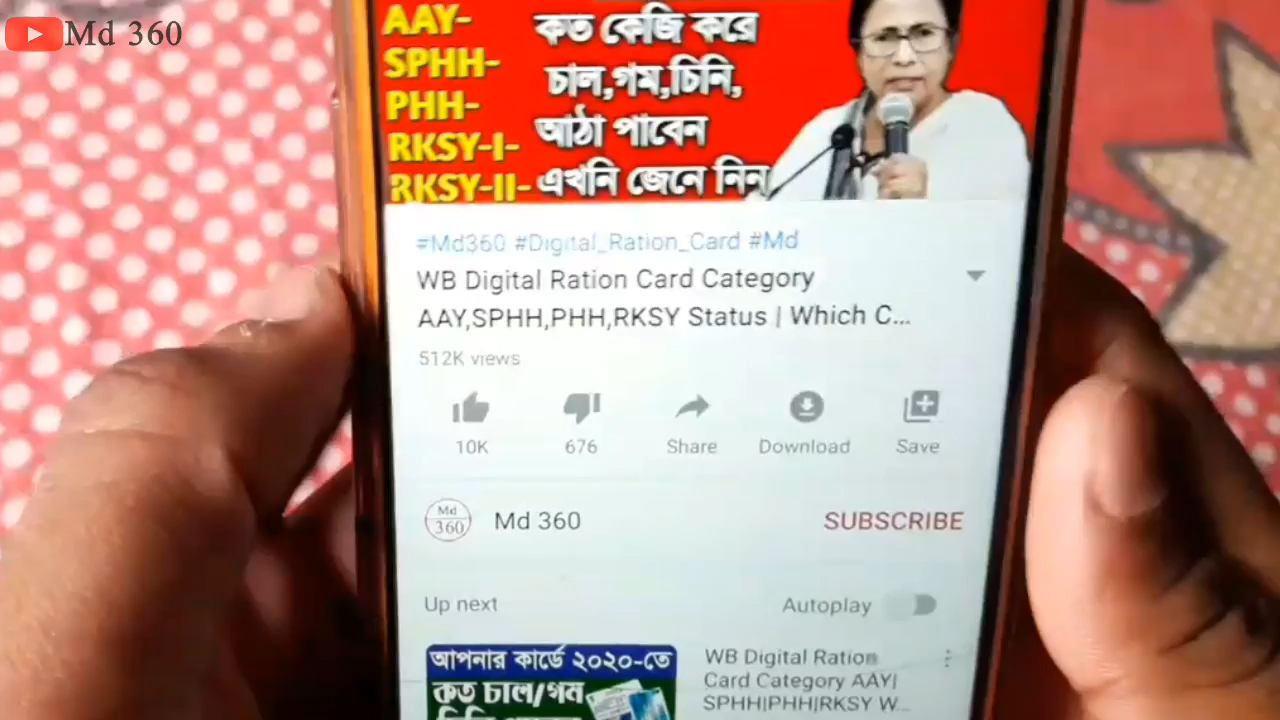 Md 360
AAY-
SPHH-
PHH-
RKSY-I-
RKSY-II-
কত কেজি করে
চাল,গম,চিনি,
আঠা পাবেন
এখনি জেনে নিন
#Md360 #Digital_Ration_Card #Md
WB Digital Ration Card Category
AAY,SPHH,PHH,RKSY Status | Which C...
512K views
10K
676
Share
Download
Save
Md
360
Md 360
SUBSCRIBE
Up next
Autoplay
আপনার কার্ডে ২০২০-তে
কত চাল/গম
WB Digital Ration
Card Category AAY|
SPHH|PHH|RKSY W...